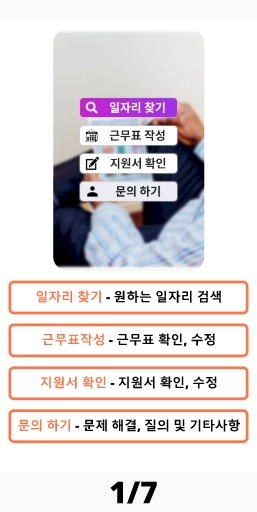 일자리 찾기
근무표 작성
지원서 확인
문의 하기
일자리 찾기 - 원하는 일자리 검색
근무표작성 - 근무표 확인, 수정
지원서 확인 - 지원서 확인, 수정
문의 하기 - 문제 해결, 질의 및 기타사항
1/7